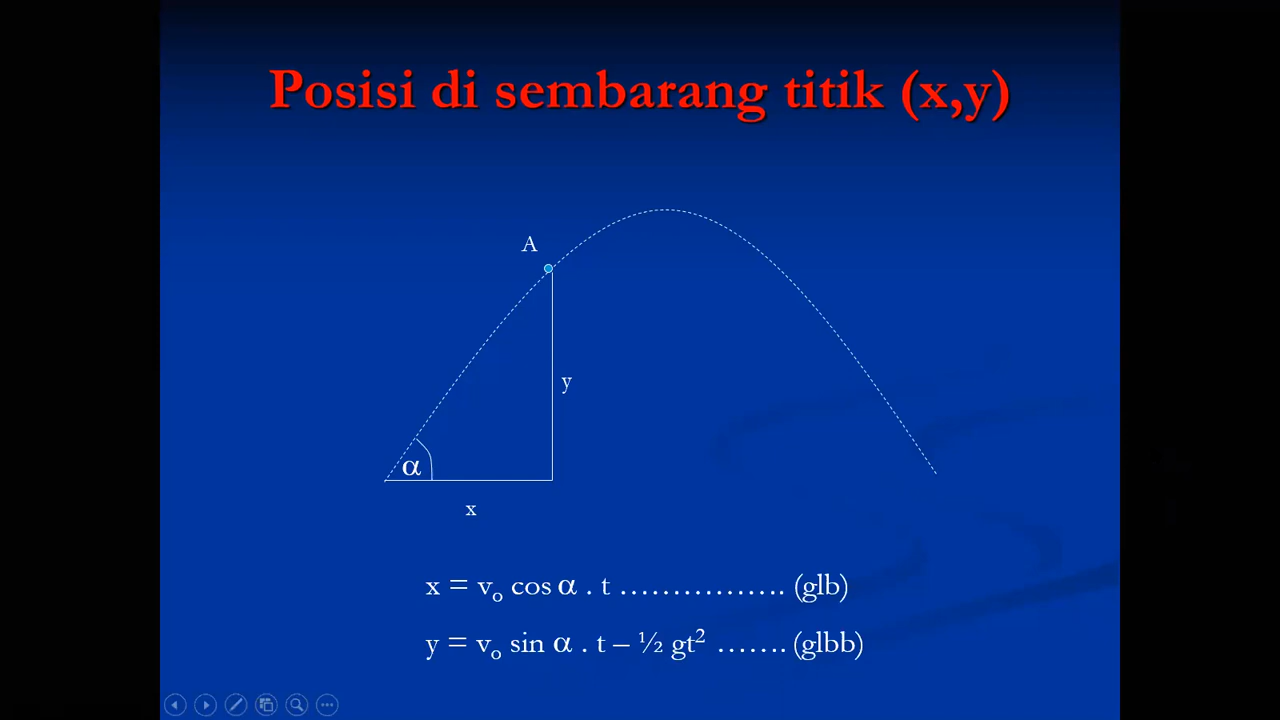 Posisi di sembarang titik (x,y)
A
y
α
x
x = vₒ cos α . t ................ (glb)
y = vₒ sin α . t – ½ gt² ....... (glbb)